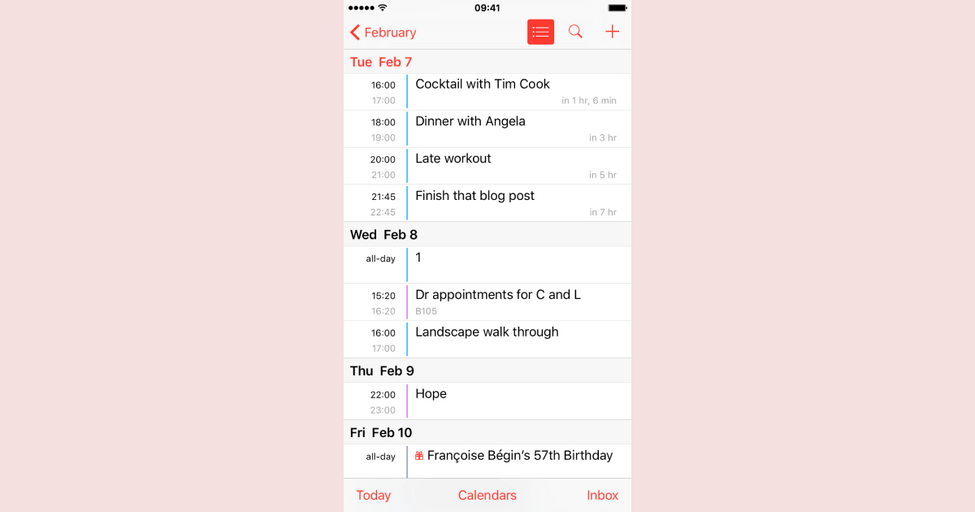 09:41
February
Tue Feb 7
16:00 Cocktail with Tim Cook
17:00 in 1 hr, 6 min
18:00 Dinner with Angela
19:00 in 3 hr
20:00 Late workout
21:00 in 5 hr
21:45 Finish that blog post
22:45 in 7 hr
Wed Feb 8
all-day 1
15:20 Dr appointments for C and L
16:20 B105
16:00 Landscape walk through
17:00
Thu Feb 9
22:00 Hope
23:00
Fri Feb 10
all-day Françoise Bégin’s 57th Birthday
Today Calendars Inbox